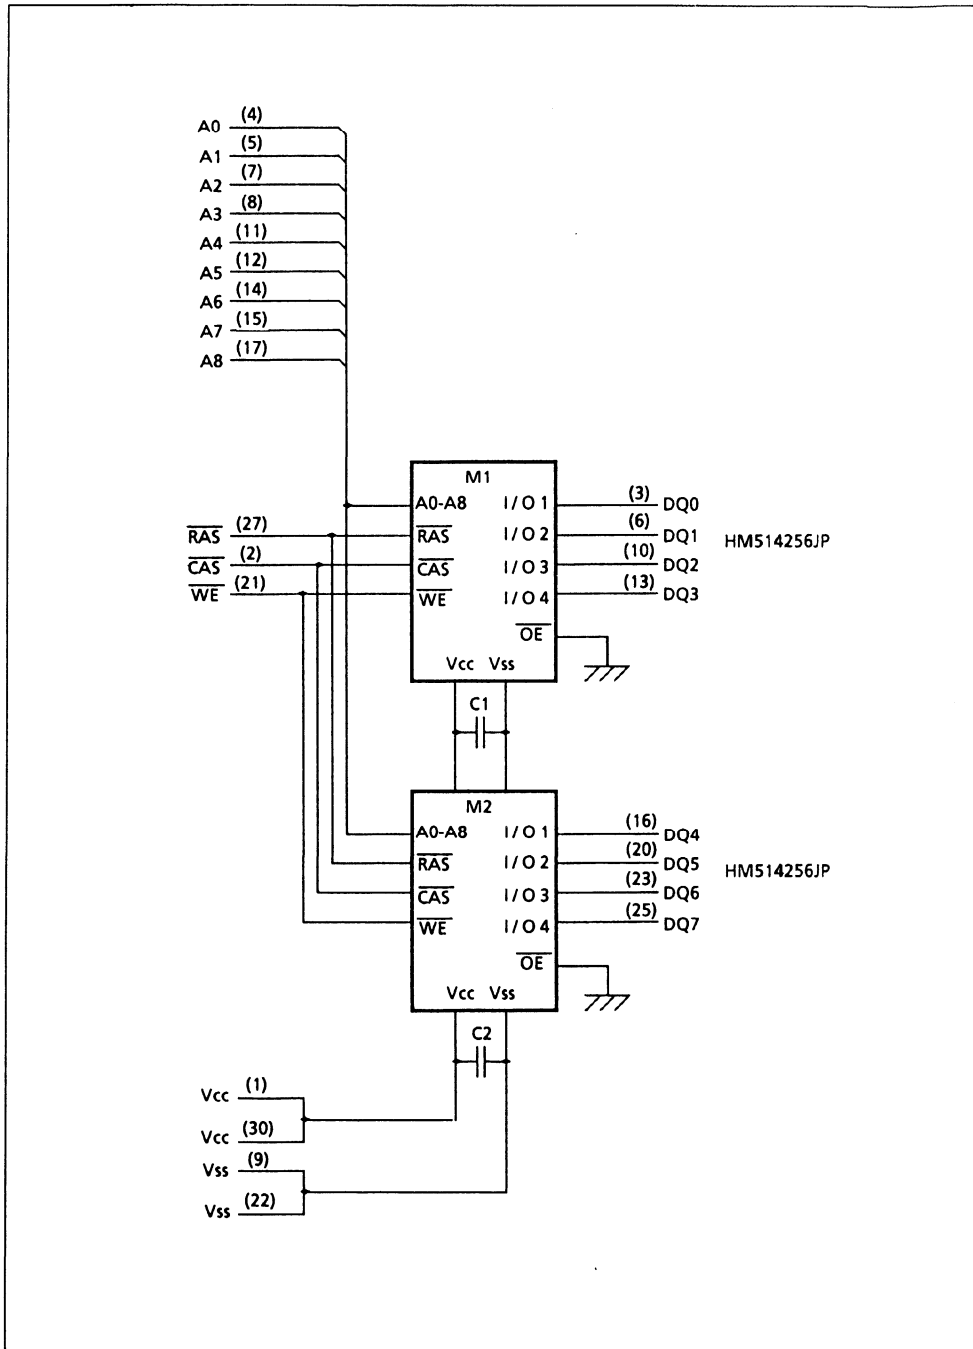 A0 (4)
A1 (5)
A2 (7)
A3 (8)
A4 (11)
A5 (12)
A6 (14)
A7 (15)
A8 (17)
M1
A0-A8 I/O 1 (3) DQ0
RAS (27) RAS I/O 2 (6) DQ1 HM514256JP
CAS (2) CAS I/O 3 (10) DQ2
WE (21) WE I/O 4 (13) DQ3
OE
Vcc Vss
C1
M2
A0-A8 I/O 1 (16) DQ4
RAS I/O 2 (20) DQ5 HM514256JP
CAS I/O 3 (23) DQ6
WE I/O 4 (25) DQ7
OE
Vcc Vss
C2
Vcc (1)
Vcc (30)
Vss (9)
Vss (22)